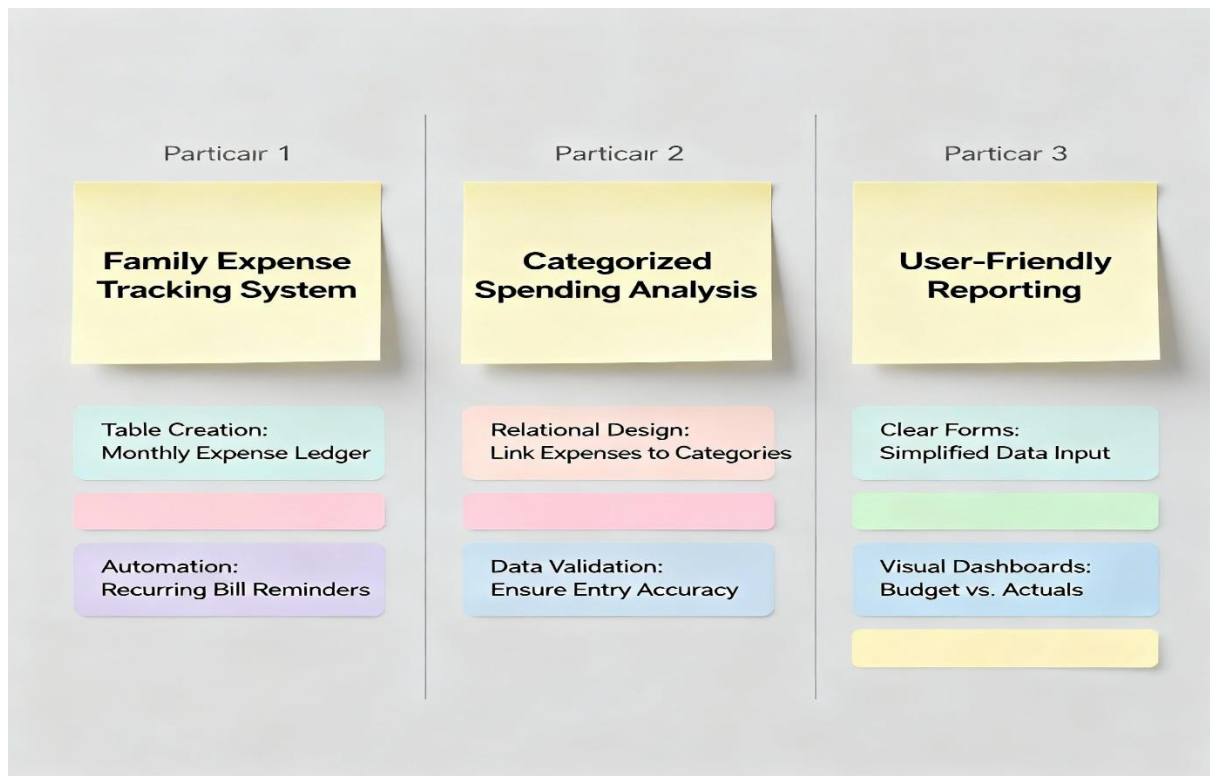 Particaır 1
Family Expense
Tracking System
Table Creation:
Monthly Expense Ledger
Automation:
Recurring Bill Reminders
Particaır 2
Categorized
Spending Analysis
Relational Design:
Link Expenses to Categories
Data Validation:
Ensure Entry Accuracy
Particar 3
User-Friendly
Reporting
Clear Forms:
Simplified Data Input
Visual Dashboards:
Budget vs. Actuals